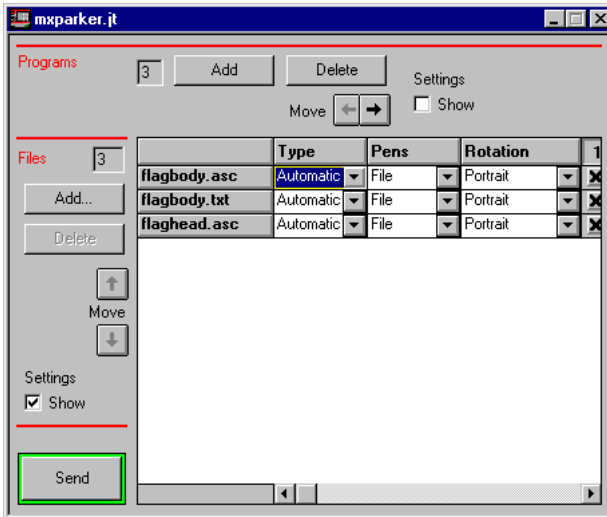 mxparker.jt
Programs
3
Add
Delete
Settings
Move
Show
Files
3
Type Pens Rotation 1
flagbody.asc Automatic File Portrait
flagbody.txt Automatic File Portrait
flaghead.asc Automatic File Portrait
Add...
Delete
Move
Settings
Show
Send